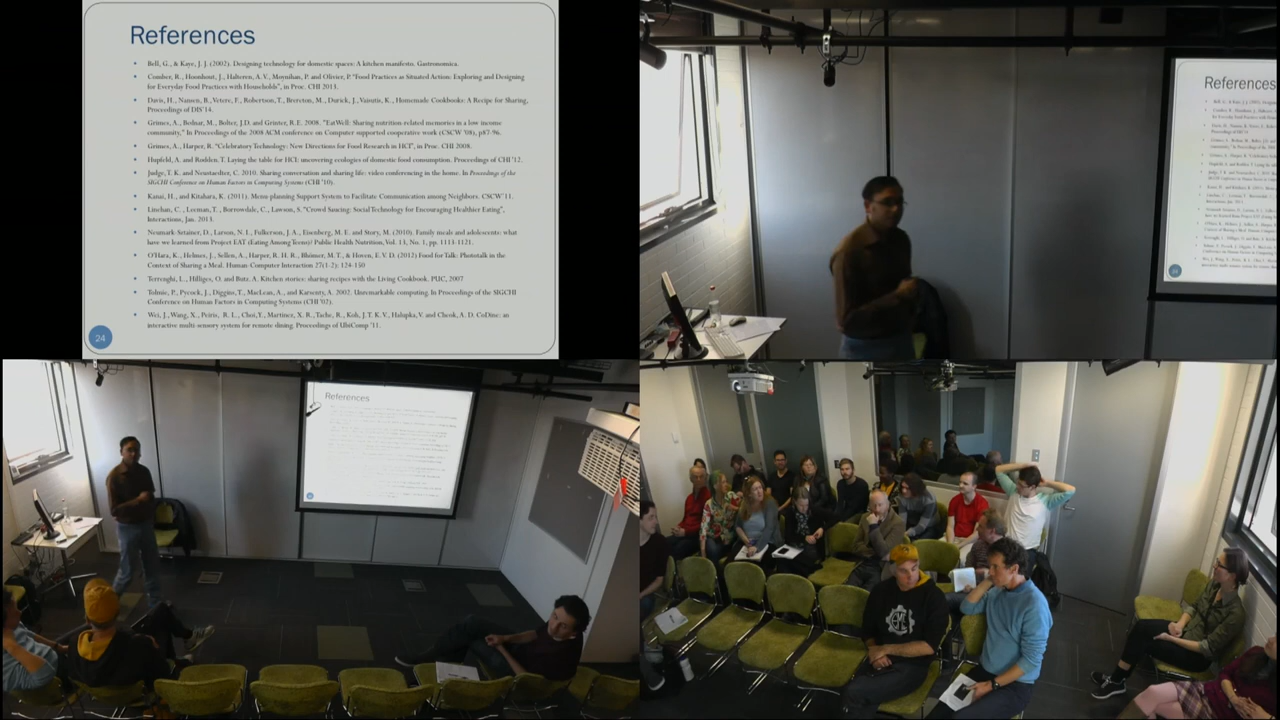 References
Bell, G., & Kaye, J. J. (2002). Designing technology for domestic spaces: A kitchen manifesto. Gastronomica.
Comber, R., Hoonhout, J., Halteren, A. V., Moynihan, P. and Olivier, P. "Food Practices as Situated Action: Exploring and Designing
for Everyday Food Practices with Households", in Proc. CHI 2013.
Davis, H., Nansen, B., Vetere, F., Robertson, T., Brereton, M., Durick, J., Vaisutis, K., Homemade Cookbooks: A Recipe for Sharing,
Proceedings of DIS'14.
Grimes, A., Bednar, M., Bolter, J.D. and Grinter, R.E. 2008. "EatWell: Sharing nutrition-related memories in a low income
community," In Proceedings of the 2008 ACM conference on Computer supported cooperative work (CSCW '08), p87-96.
Grimes, A., Harper, R. "Celebratory Technology: New Directions for Food Research in HCI", in Proc. CHI 2008.
Hupfeld, A. and Rodden, T. Laying the table for HCI: uncovering ecologies of domestic food consumption. Proceedings of CHI '12.
Judge, T. K. and Neustaedter, C. 2010. Sharing conversation and sharing life: video conferencing in the home. In Proceedings of the
SIGCHI Conference on Human Factors in Computing Systems (CHI '10).
Kanai, H., and Kitahara, K. (2011). Menu-planning Support System to Facilitate Communication among Neighbors. CSCW'11.
Linehan, C., Leeman, T., Borrowdale, C., Lawson, S. "Crowd Saucing: Social Technology for Encouraging Healthier Eating",
Interactions, Jan. 2013.
Neumark-Sztainer, D., Larson, N. I., Fulkerson, J. A., Eisenberg, M. E. and Story, M. (2010). Family meals and adolescents: what
have we learned from Project EAT (Eating Among Teens)? Public Health Nutrition, Vol. 13, No. 1, pp. 1113-1121.
O'Hara, K., Helmes, J., Sellen, A., Harper, R. H. R., Bhömer, M. T., & Hoven, E. V. D. (2012) Food for Talk: Phototalk in the
Context of Sharing a Meal. Human-Computer Interaction 27(1-2): 124-150
Terrenghi, L., Hilliges, O. and Butz, A. Kitchen stories: sharing recipes with the Living Cookbook. PUC, 2007
Tolmie, P., Pycock, J., Diggins, T., MacLean, A., and Karsenty, A. 2002. Unremarkable computing. In Proceedings of the SIGCHI
Conference on Human Factors in Computing Systems (CHI '02).
Wei, J., Wang, X., Peiris, R. L., Choi, Y., Martinez, X. R., Tache, R., Koh, J. T. K. V., Halupka, V. and Cheok, A. D. CoDine: an
interactive multi-sensory system for remote dining. Proceedings of UbiComp '11.
24
References
References